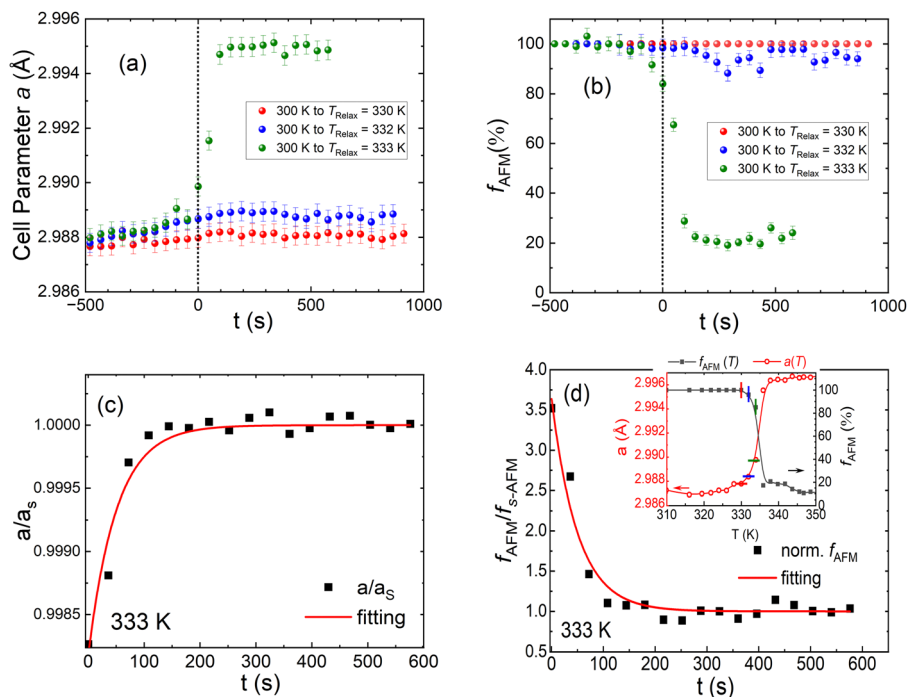 2.996
2.994
2.992
2.990
2.988
2.986
Cell Parameter a (Å)
(a)
300 K to TRelax = 330 K
300 K to TRelax = 332 K
300 K to TRelax = 333 K
−500 0 500 1000
t (s)
100
80
60
40
20
0
fAFM(%)
(b)
300 K to TRelax = 330 K
300 K to TRelax = 332 K
300 K to TRelax = 333 K
−500 0 500 1000
t (s)
1.0000
0.9995
0.9990
0.9985
a/as
(c)
a/aS
fitting
333 K
0 100 200 300 400 500 600
t (s)
4.0
3.5
3.0
2.5
2.0
1.5
1.0
0.5
fAFM/fs-AFM
(d)
fAFM (T)
a(T)
2.996
2.994
2.992
2.990
2.988
2.986
a (Å)
100
80
60
40
20
0
fAFM (%)
310 320 330 340 350
T (K)
norm. fAFM
fitting
333 K
0 100 200 300 400 500 600
t (s)